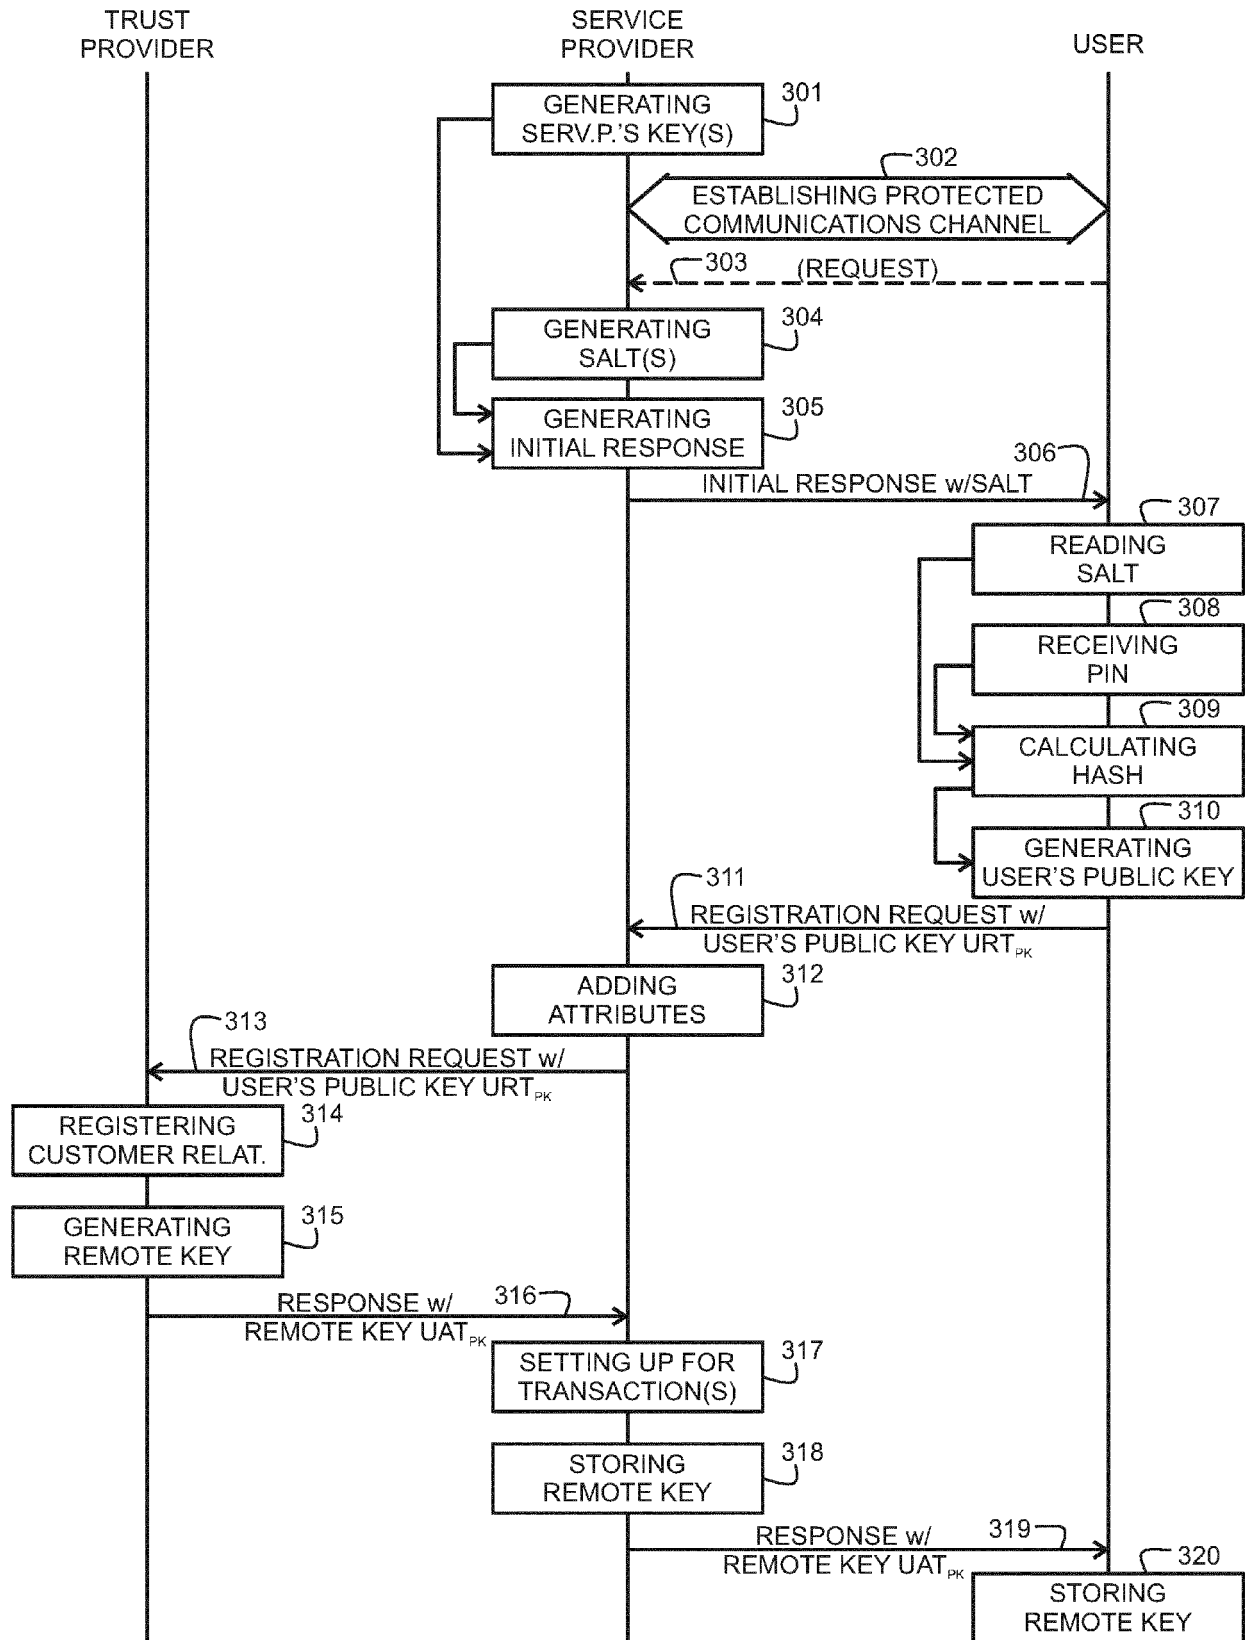 TRUST
PROVIDER
SERVICE
PROVIDER
USER
GENERATING
SERV.P.'S KEY(S)
301
302
ESTABLISHING PROTECTED
COMMUNICATIONS CHANNEL
303
(REQUEST)
GENERATING
SALT(S)
304
GENERATING
INITIAL RESPONSE
305
306
INITIAL RESPONSE w/SALT
307
READING
SALT
308
RECEIVING
PIN
309
CALCULATING
HASH
310
GENERATING
USER'S PUBLIC KEY
311
REGISTRATION REQUEST w/
USER'S PUBLIC KEY URTPK
ADDING
ATTRIBUTES
312
313
REGISTRATION REQUEST w/
USER'S PUBLIC KEY URTPK
REGISTERING
CUSTOMER RELAT.
314
GENERATING
REMOTE KEY
315
RESPONSE w/
316
REMOTE KEY UATPK
SETTING UP FOR
TRANSACTION(S)
317
STORING
REMOTE KEY
318
RESPONSE w/
319
REMOTE KEY UATPK
320
STORING
REMOTE KEY